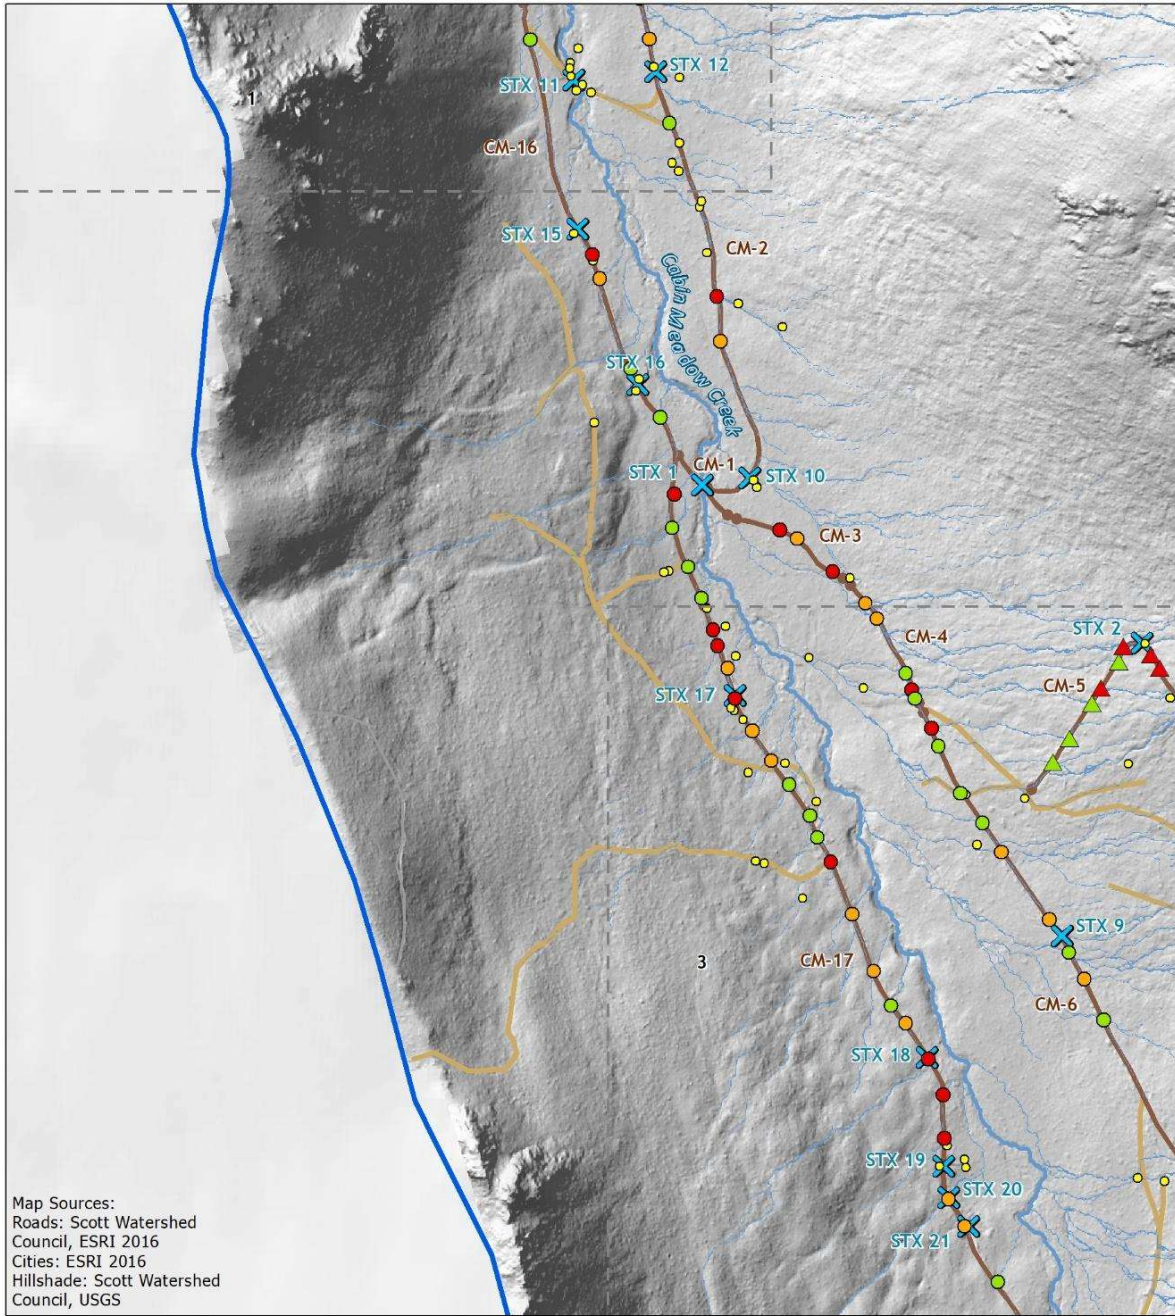 STX 12
STX 11
1
CM-16
STX 15
CM-2
Cabin Meadow Creek
STX 16
CM-1
STX 1
STX 10
CM-3
STX 2
CM-4
CM-5
STX 17
STX 9
3
CM-17
CM-6
STX 18
STX 19
STX 20
STX 21
Map Sources:
Roads: Scott Watershed
Council, ESRI 2016
Cities: ESRI 2016
Hillshade: Scott Watershed
Council, USGS